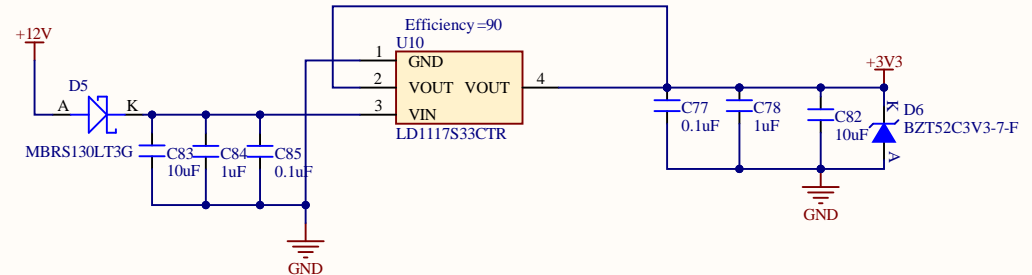 Efficiency=90
+12V
U10
1
GND
2
VOUT
VOUT
4
3
VIN
LD1117S33CTR
D5
A
K
MBRS130LT3G
C83
10uF
C84
1uF
C85
0.1uF
GND
C77
0.1uF
C78
1uF
C82
10uF
+3V3
K
D6
BZT52C3V3-7-F
A
GND